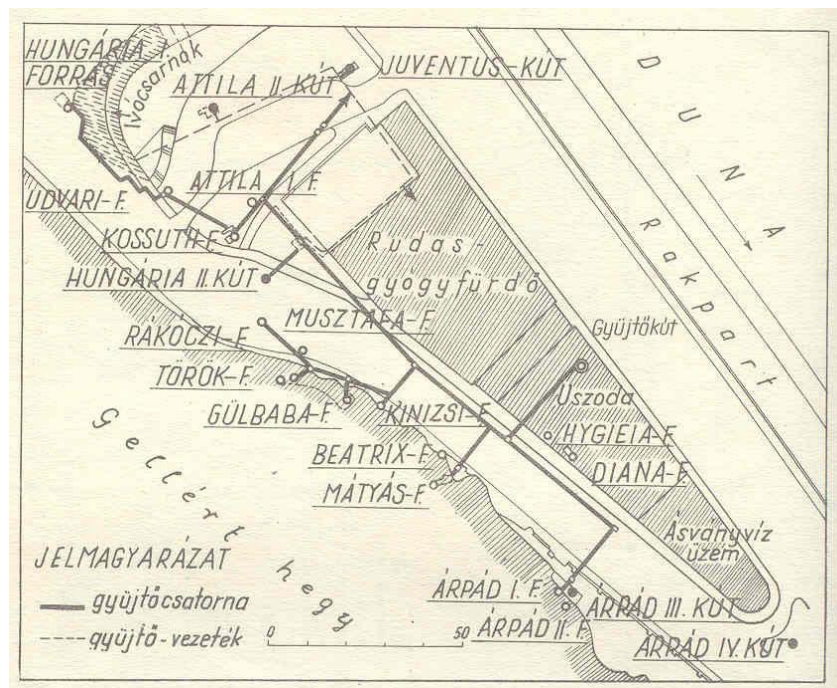 HUNGÁRIA I.
FORRÁS
Ivócsarnok
ATTILA II. KÚT
JUVENTUS-KÚT
DUNA
Rakpart
UDVARI-F.
ATTILA I. F.
KOSSUTH-F.
HUNGÁRIA II. KÚT
Rudas-
gyógyfürdő
MUSZTAFA-F.
RÁKÓCZI-F.
TÖRÖK-F.
GÜLBABA-F.
KINIZSI-F.
Gyüjtőkút
Uszoda
HYGIEIA-F.
DIANA-F.
BEATRIX-F.
MÁTYÁS-F.
Gellért hegy
Ásványvíz
üzem
ÁRPÁD I. F.
ÁRPÁD II. F.
ÁRPÁD III. KÚT
ÁRPÁD IV. KÚT
JELMAGYARÁZAT
gyüjtőcsatorna
gyüjtő-vezeték
0 50